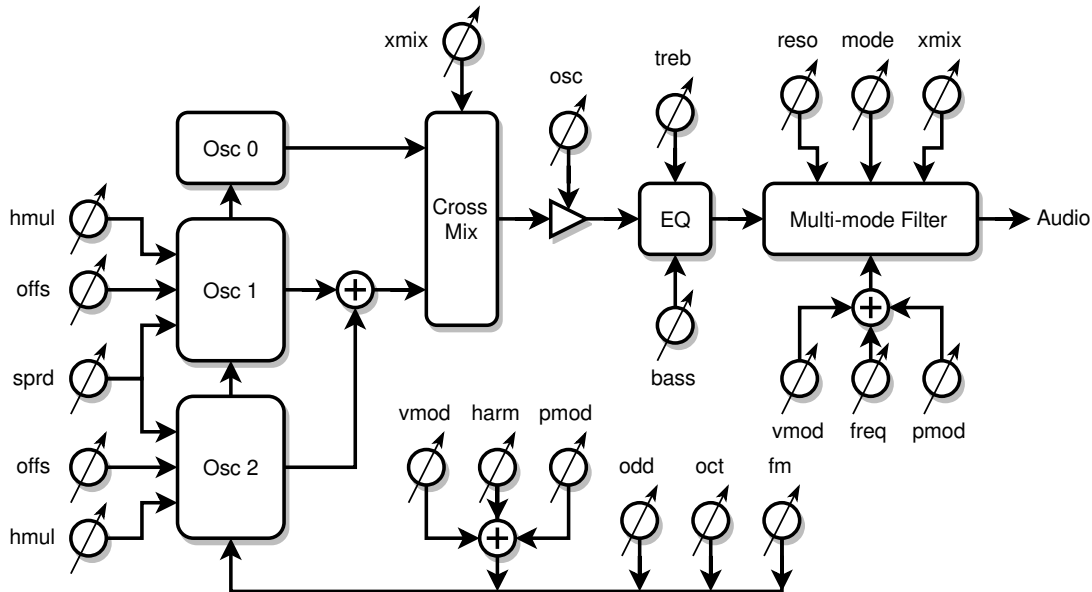 xmix
reso
mode
xmix
osc
treb
Osc 0
hmul
Cross
Mix
EQ
Multi-mode Filter
Audio
offs
Osc 1
sprd
bass
vmod
harm
pmod
vmod
freq
pmod
offs
Osc 2
odd
oct
fm
hmul